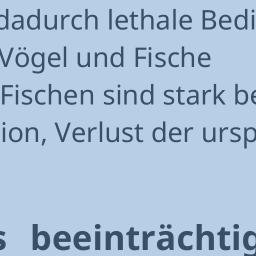 dadurch lethale Bedi
Vögel und Fische
Fischen sind stark be
ion, Verlust der ursp
s beeinträchtig